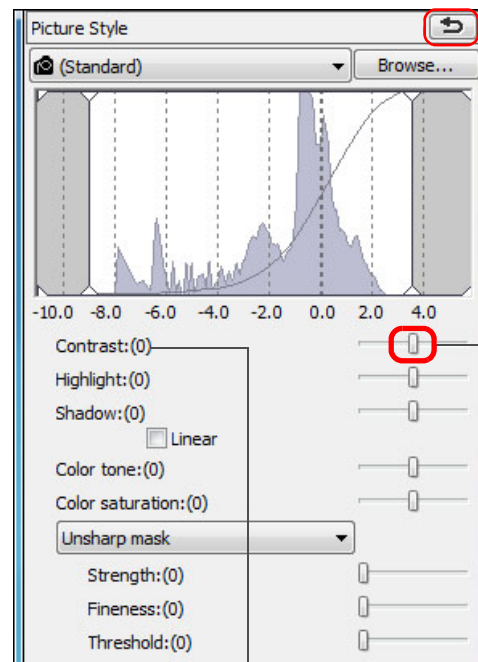 Picture Style
(Standard)
Browse...
-10.0 -8.0 -6.0 -4.0 -2.0 0.0 2.0 4.0
Contrast:(0)
Highlight:(0)
Shadow:(0)
Linear
Color tone:(0)
Color saturation:(0)
Unsharp mask
Strength:(0)
Fineness:(0)
Threshold:(0)